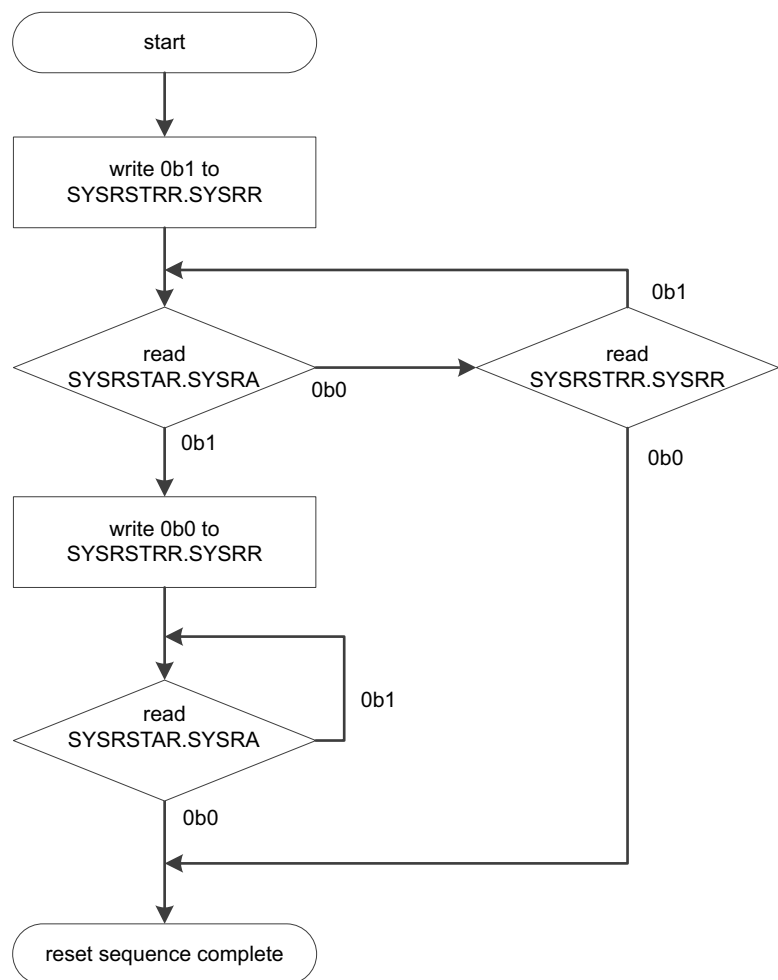 start
write 0b1 to
SYSRSTRR.SYSRR
0b1
read
SYSRSTAR.SYSRA
0b0
read
SYSRSTRR.SYSRR
0b1
0b0
write 0b0 to
SYSRSTRR.SYSRR
read
SYSRSTAR.SYSRA
0b1
0b0
reset sequence complete